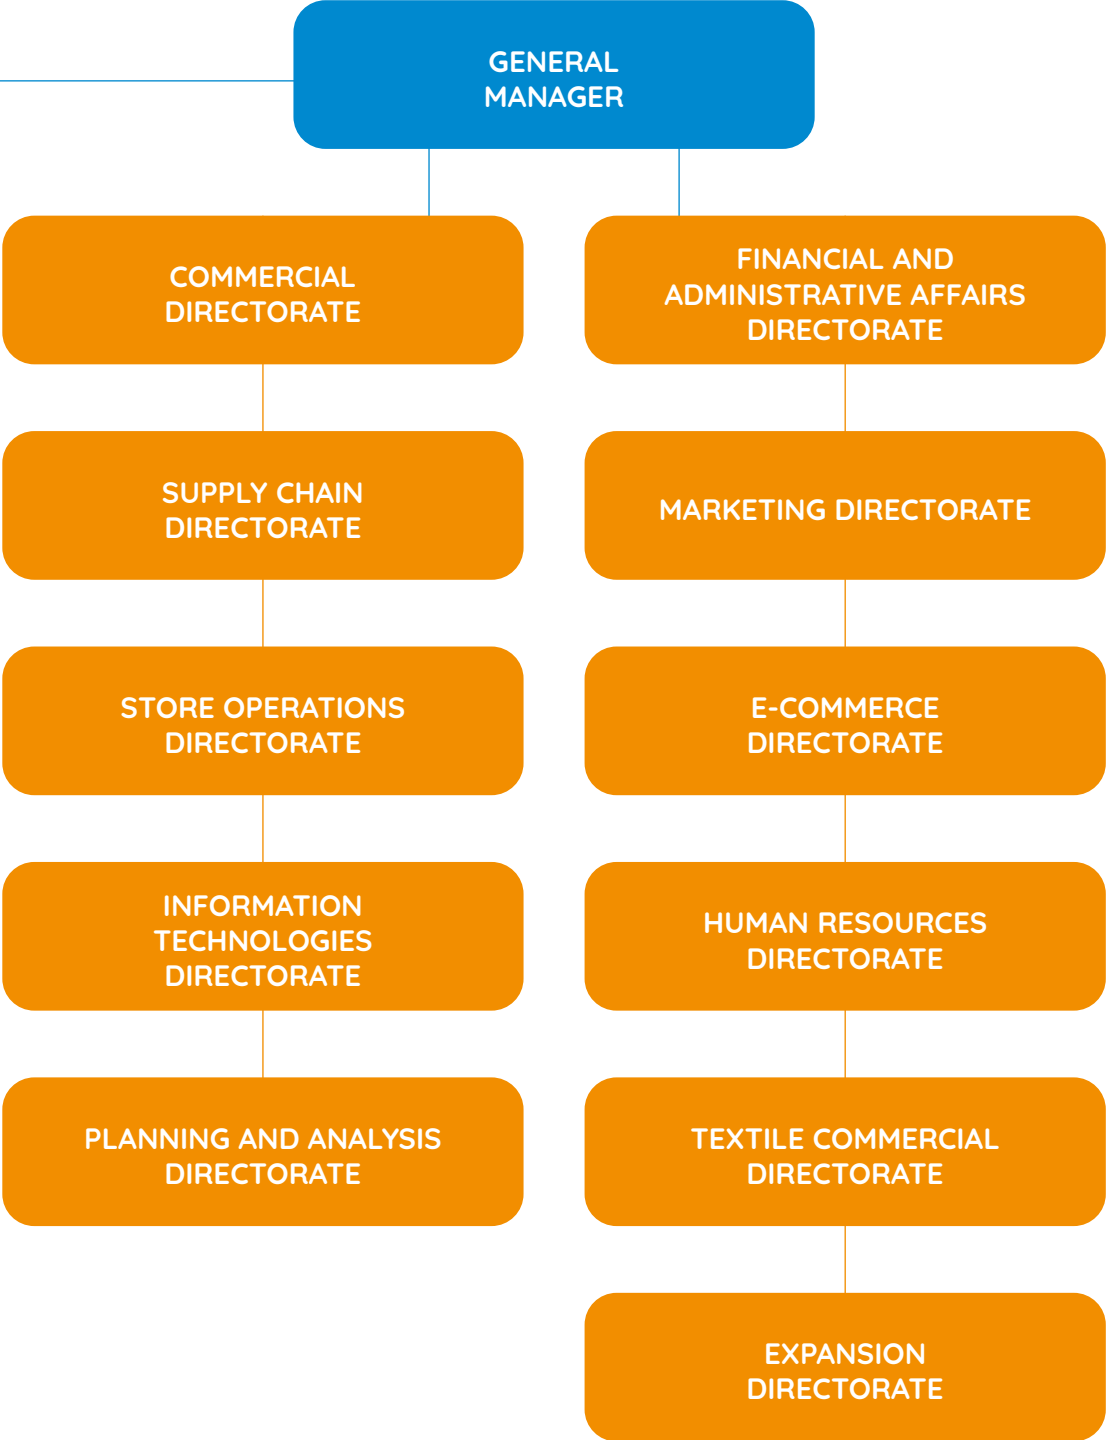 GENERAL
MANAGER
COMMERCIAL
DIRECTORATE
FINANCIAL AND
ADMINISTRATIVE AFFAIRS
DIRECTORATE
SUPPLY CHAIN
DIRECTORATE
MARKETING DIRECTORATE
STORE OPERATIONS
DIRECTORATE
E-COMMERCE
DIRECTORATE
INFORMATION
TECHNOLOGIES
DIRECTORATE
HUMAN RESOURCES
DIRECTORATE
PLANNING AND ANALYSIS
DIRECTORATE
TEXTILE COMMERCIAL
DIRECTORATE
EXPANSION
DIRECTORATE